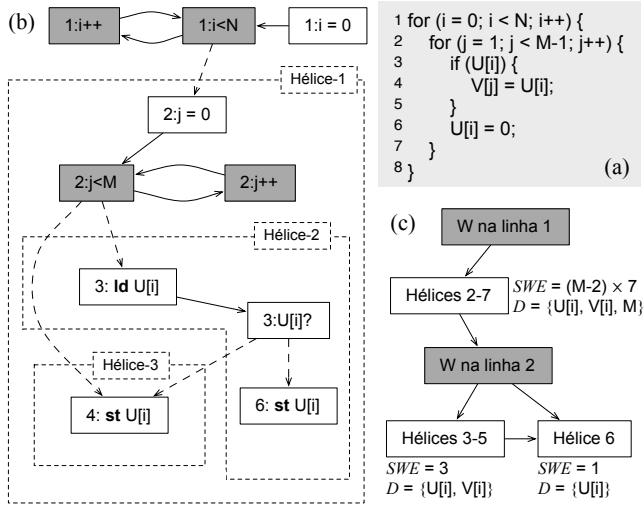 (b)
1:i++
1:i<N
1:i = 0
Hélice-1
2:j = 0
2:j<M
2:j++
Hélice-2
3: ld U[i]
3:U[i]?
Hélice-3
4: st U[i]
6: st U[i]
1 for (i = 0; i < N; i++) {
2 for (j = 1; j < M-1; j++) {
3 if (U[i]) {
4 V[j] = U[i];
5 }
6 U[i] = 0;
7 }
8 }
(a)
(c)
W na linha 1
Hélices 2-7
SWE = (M-2) × 7
D = {U[i], V[i], M}
W na linha 2
Hélices 3-5
Hélice 6
SWE = 3
D = {U[i], V[i]}
SWE = 1
D = {U[i]}